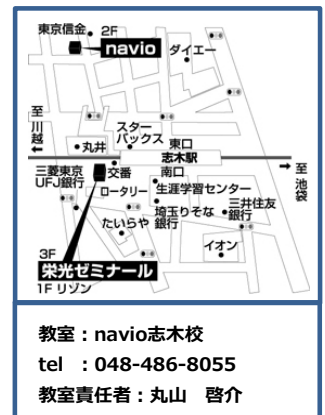 東京信金
2F
navio
ダイエー
至川越
丸井
スター
バックス
東口
志木駅
至池袋
三菱東京
UFJ銀行
交番
南口
ロータリー
生涯学習センター
埼玉りそな
銀行
三井住友
銀行
たいらや
イオン
3F
栄光ゼミナール
1F リゾン
教室：navio志木校
tel ：048-486-8055
教室責任者：丸山 啓介